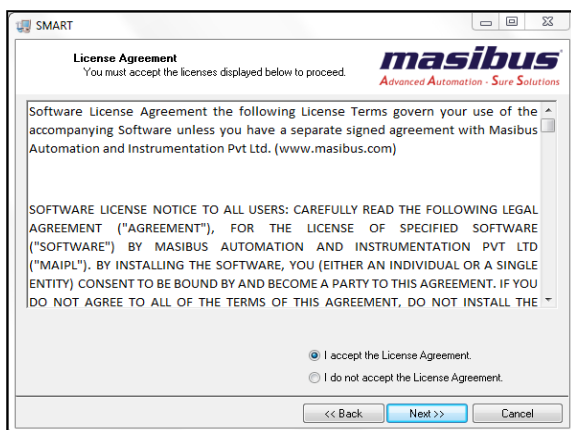 SMART
License Agreement
You must accept the licenses displayed below to proceed.
masibus
Advanced Automation - Sure Solutions
Software License Agreement the following License Terms govern your use of the
accompanying Software unless you have a separate signed agreement with Masibus
Automation and Instrumentation Pvt Ltd. (www.masibus.com)
SOFTWARE LICENSE NOTICE TO ALL USERS: CAREFULLY READ THE FOLLOWING LEGAL
AGREEMENT ("AGREEMENT"), FOR THE LICENSE OF SPECIFIED SOFTWARE
("SOFTWARE") BY MASIBUS AUTOMATION AND INSTRUMENTATION PVT LTD
("MAIPL"). BY INSTALLING THE SOFTWARE, YOU (EITHER AN INDIVIDUAL OR A SINGLE
ENTITY) CONSENT TO BE BOUND BY AND BECOME A PARTY TO THIS AGREEMENT. IF YOU
DO NOT AGREE TO ALL OF THE TERMS OF THIS AGREEMENT, DO NOT INSTALL THE
I accept the License Agreement.
I do not accept the License Agreement.
<< Back
Next >>
Cancel